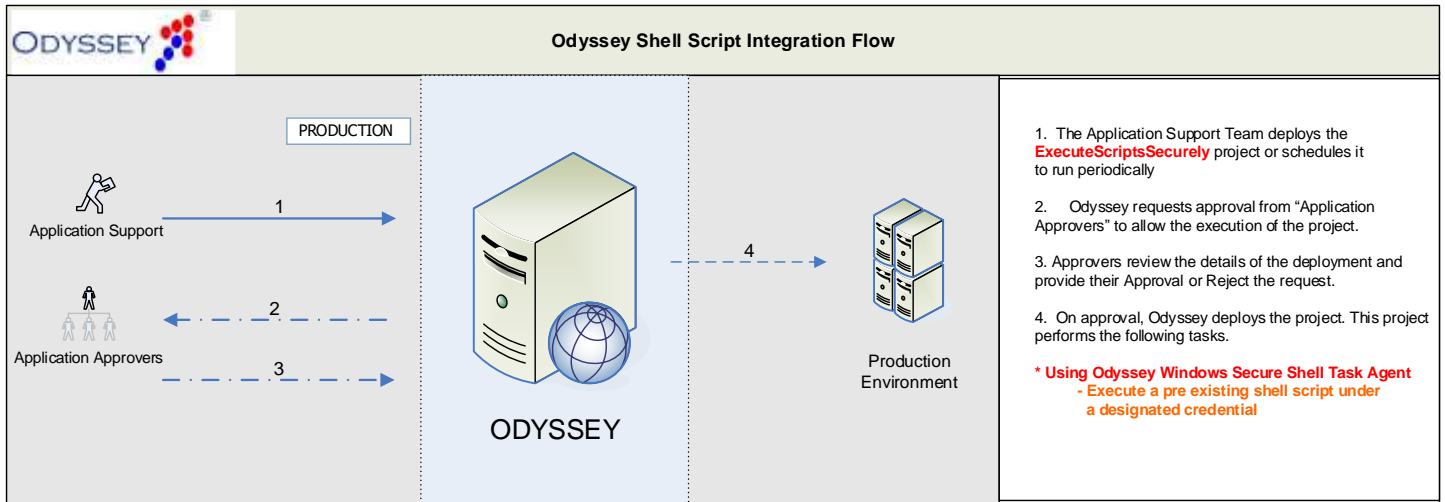 ODYSSEY
Odyssey Shell Script Integration Flow
PRODUCTION
1
Application Support
2
Application Approvers
3
ODYSSEY
4
Production
Environment
1. The Application Support Team deploys the
ExecuteScriptsSecurely project or schedules it
to run periodically
2. Odyssey requests approval from “Application
Approvers” to allow the execution of the project.
3. Approvers review the details of the deployment and
provide their Approval or Reject the request.
4. On approval, Odyssey deploys the project. This project
performs the following tasks.
* Using Odyssey Windows Secure Shell Task Agent
- Execute a pre existing shell script under
a designated credential